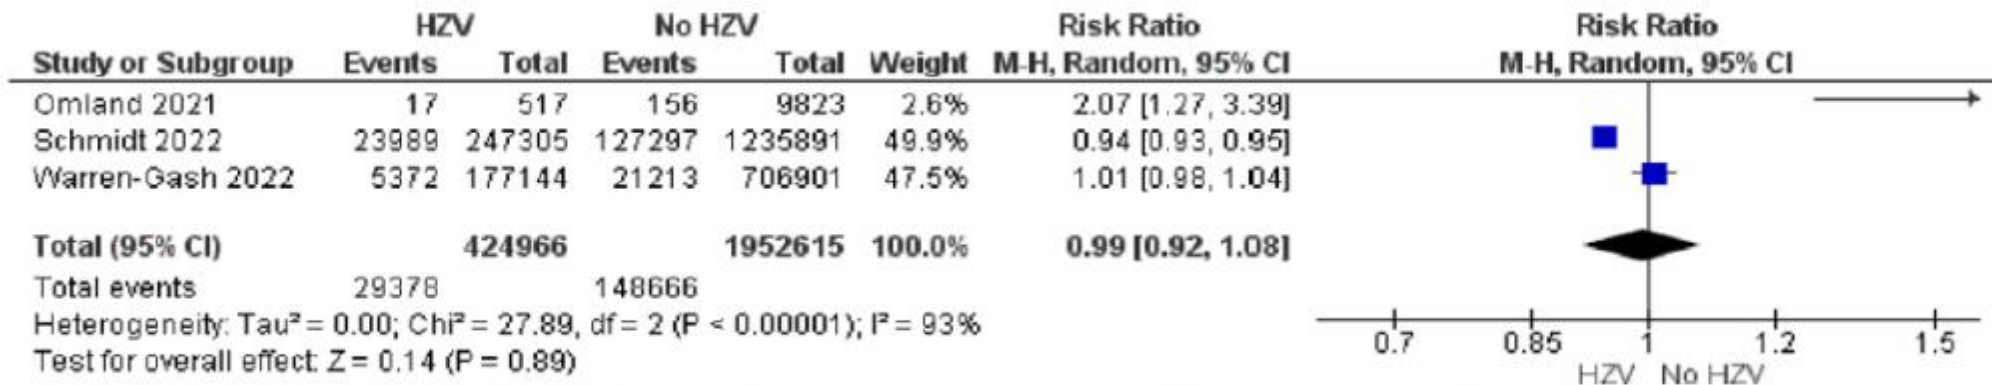 HZV No HZV Risk Ratio Risk Ratio
Study or Subgroup Events Total Events Total Weight M-H, Random, 95% CI M-H, Random, 95% CI
Omland 2021 17 517 156 9823 2.6% 2.07 [1.27, 3.39]
Schmidt 2022 23989 247305 127297 1235891 49.9% 0.94 [0.93, 0.95]
Warren-Gash 2022 5372 177144 21213 706901 47.5% 1.01 [0.98, 1.04]
Total (95% CI) 424966 1952615 100.0% 0.99 [0.92, 1.08]
Total events 29378 148666
Heterogeneity: Tau² = 0.00; Chi² = 27.89, df = 2 (P < 0.00001); I² = 93%
Test for overall effect: Z = 0.14 (P = 0.89)
0.7 0.85 1 1.2 1.5
HZV No HZV